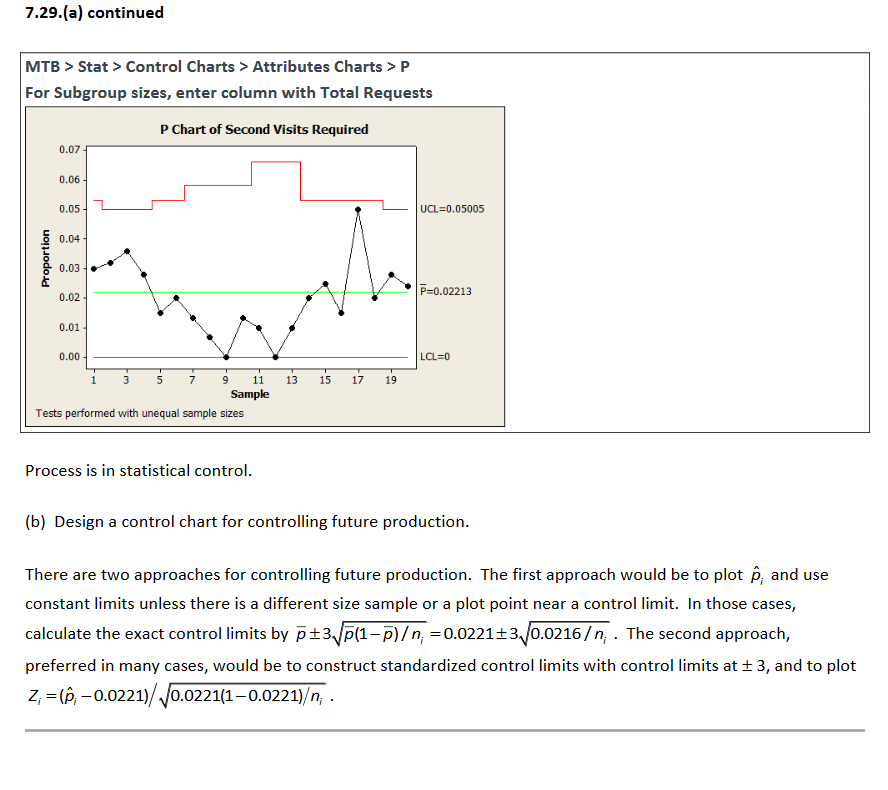 7.29.(a) continued
MTB > Stat > Control Charts > Attributes Charts > P
For Subgroup sizes, enter column with Total Requests
P Chart of Second Visits Required
0.07
0.06
0.05
0.04
0.03
0.02
0.01
0.00
Proportion
UCL=0.05005
P̅=0.02213
LCL=0
1 3 5 7 9 11 13 15 17 19
Sample
Tests performed with unequal sample sizes
Process is in statistical control.
(b) Design a control chart for controlling future production.
There are two approaches for controlling future production. The first approach would be to plot p̂ᵢ and use
constant limits unless there is a different size sample or a plot point near a control limit. In those cases,
calculate the exact control limits by p̅±3√p̅(1−p̅)/nᵢ =0.0221±3√0.0216/nᵢ . The second approach,
preferred in many cases, would be to construct standardized control limits with control limits at ± 3, and to plot
Zᵢ =(p̂ᵢ −0.0221)/√0.0221(1−0.0221)/nᵢ .